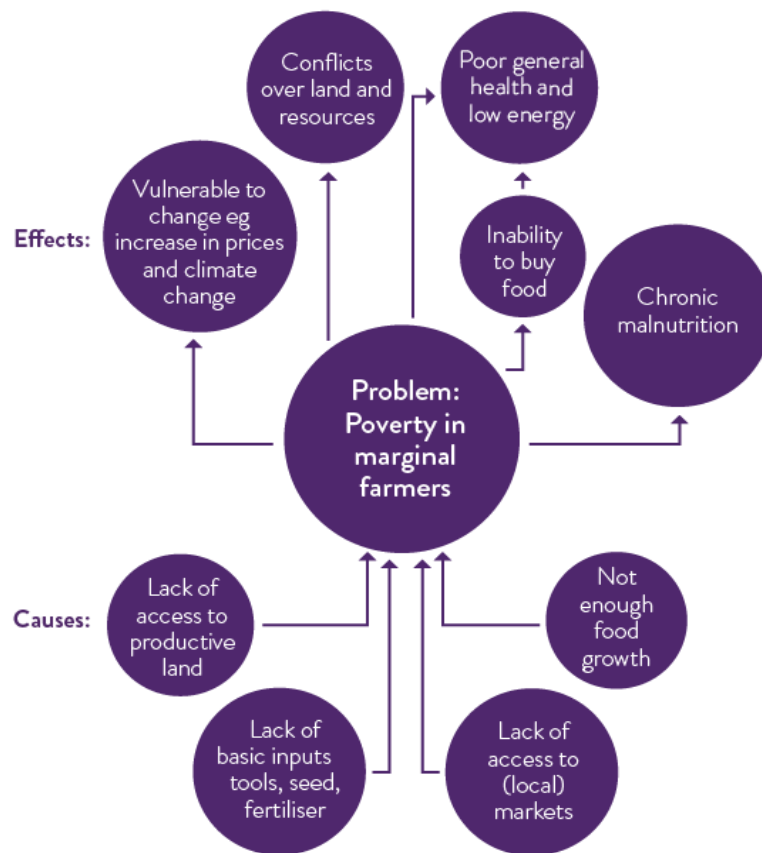 Conflicts
over land and
resources
Poor general
health and
low energy
Effects:
Vulnerable to
change eg
increase in prices
and climate
change
Inability
to buy
food
Chronic
malnutrition
Problem:
Poverty in
marginal
farmers
Causes:
Lack of
access to
productive
land
Not
enough
food
growth
Lack of
basic inputs
tools, seed,
fertiliser
Lack of
access to
(local)
markets